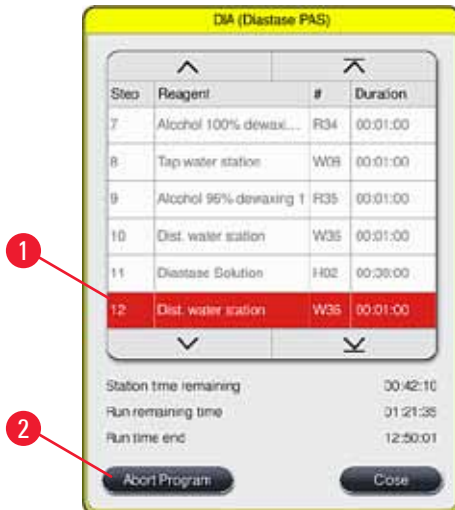 DIA (Diastase PAS)
Step Reagent # Duration
7 Alcohol 100% dewaxi... R34 00:01:00
8 Tap water station W09 00:01:00
9 Alcohol 96% dewaxing 1 R35 00:01:00
10 Dist. water station W36 00:01:00
11 Diastase Solution H02 00:30:00
1
12 Dist. water station W36 00:01:00
Station time remaining 00:42:10
Run remaining time 01:21:35
2
Run time end 12:50:01
Abort Program Close